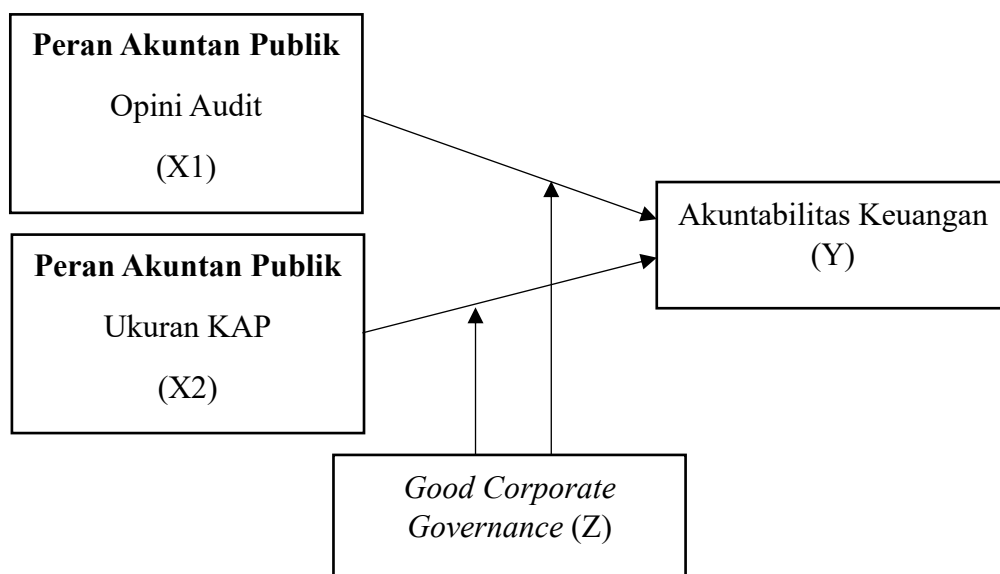 Peran Akuntan Publik
Opini Audit
(X1)
Akuntabilitas Keuangan
(Y)
Peran Akuntan Publik
Ukuran KAP
(X2)
Good Corporate
Governance (Z)